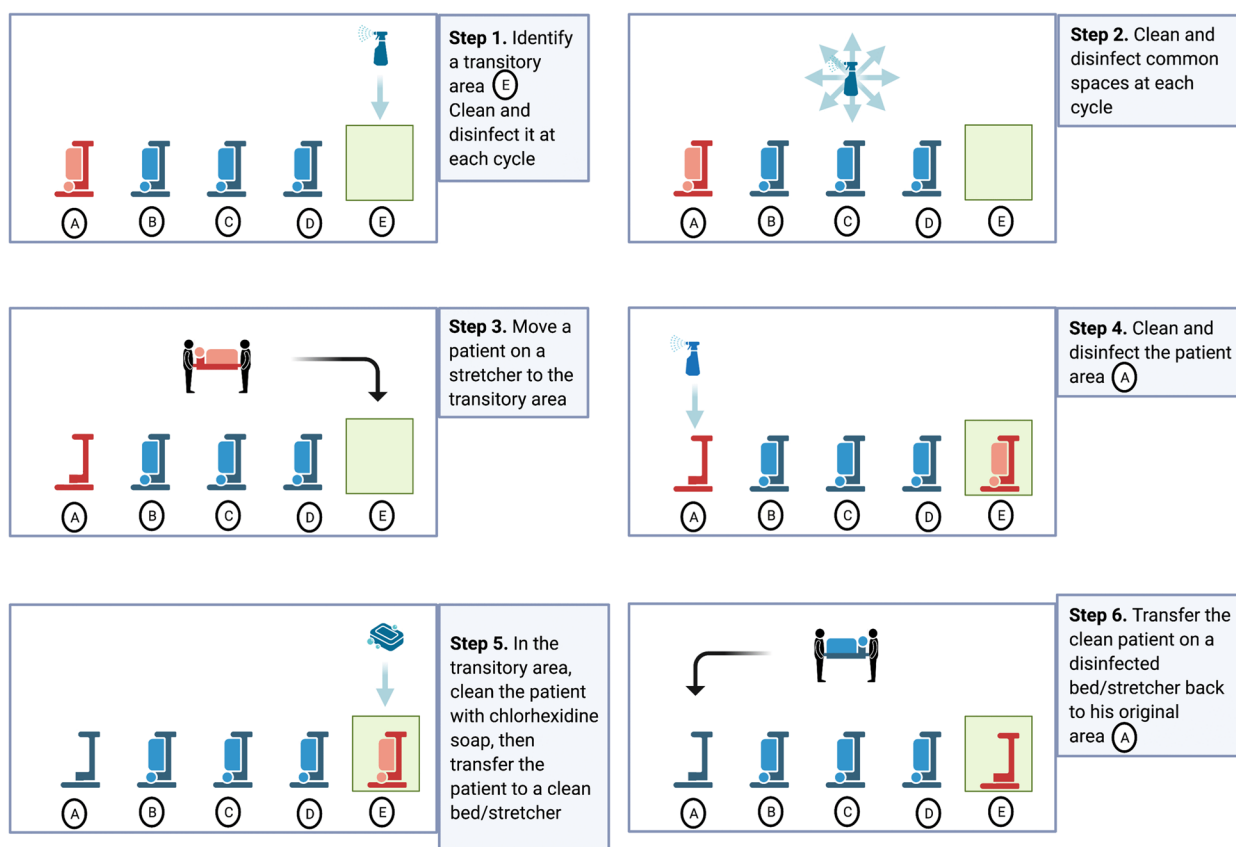 Step 1. Identify
a transitory
area E
Clean and
disinfect it at
each cycle
A B C D E
Step 2. Clean and
disinfect common
spaces at each
cycle
A B C D E
Step 3. Move a
patient on a
stretcher to the
transitory area
A B C D E
Step 4. Clean and
disinfect the patient
area A
A B C D E
Step 5. In the
transitory area,
clean the patient
with chlorhexidine
soap, then
transfer the
patient to a clean
bed/stretcher
A B C D E
Step 6. Transfer the
clean patient on a
disinfected
bed/stretcher back
to his original
area A
A B C D E